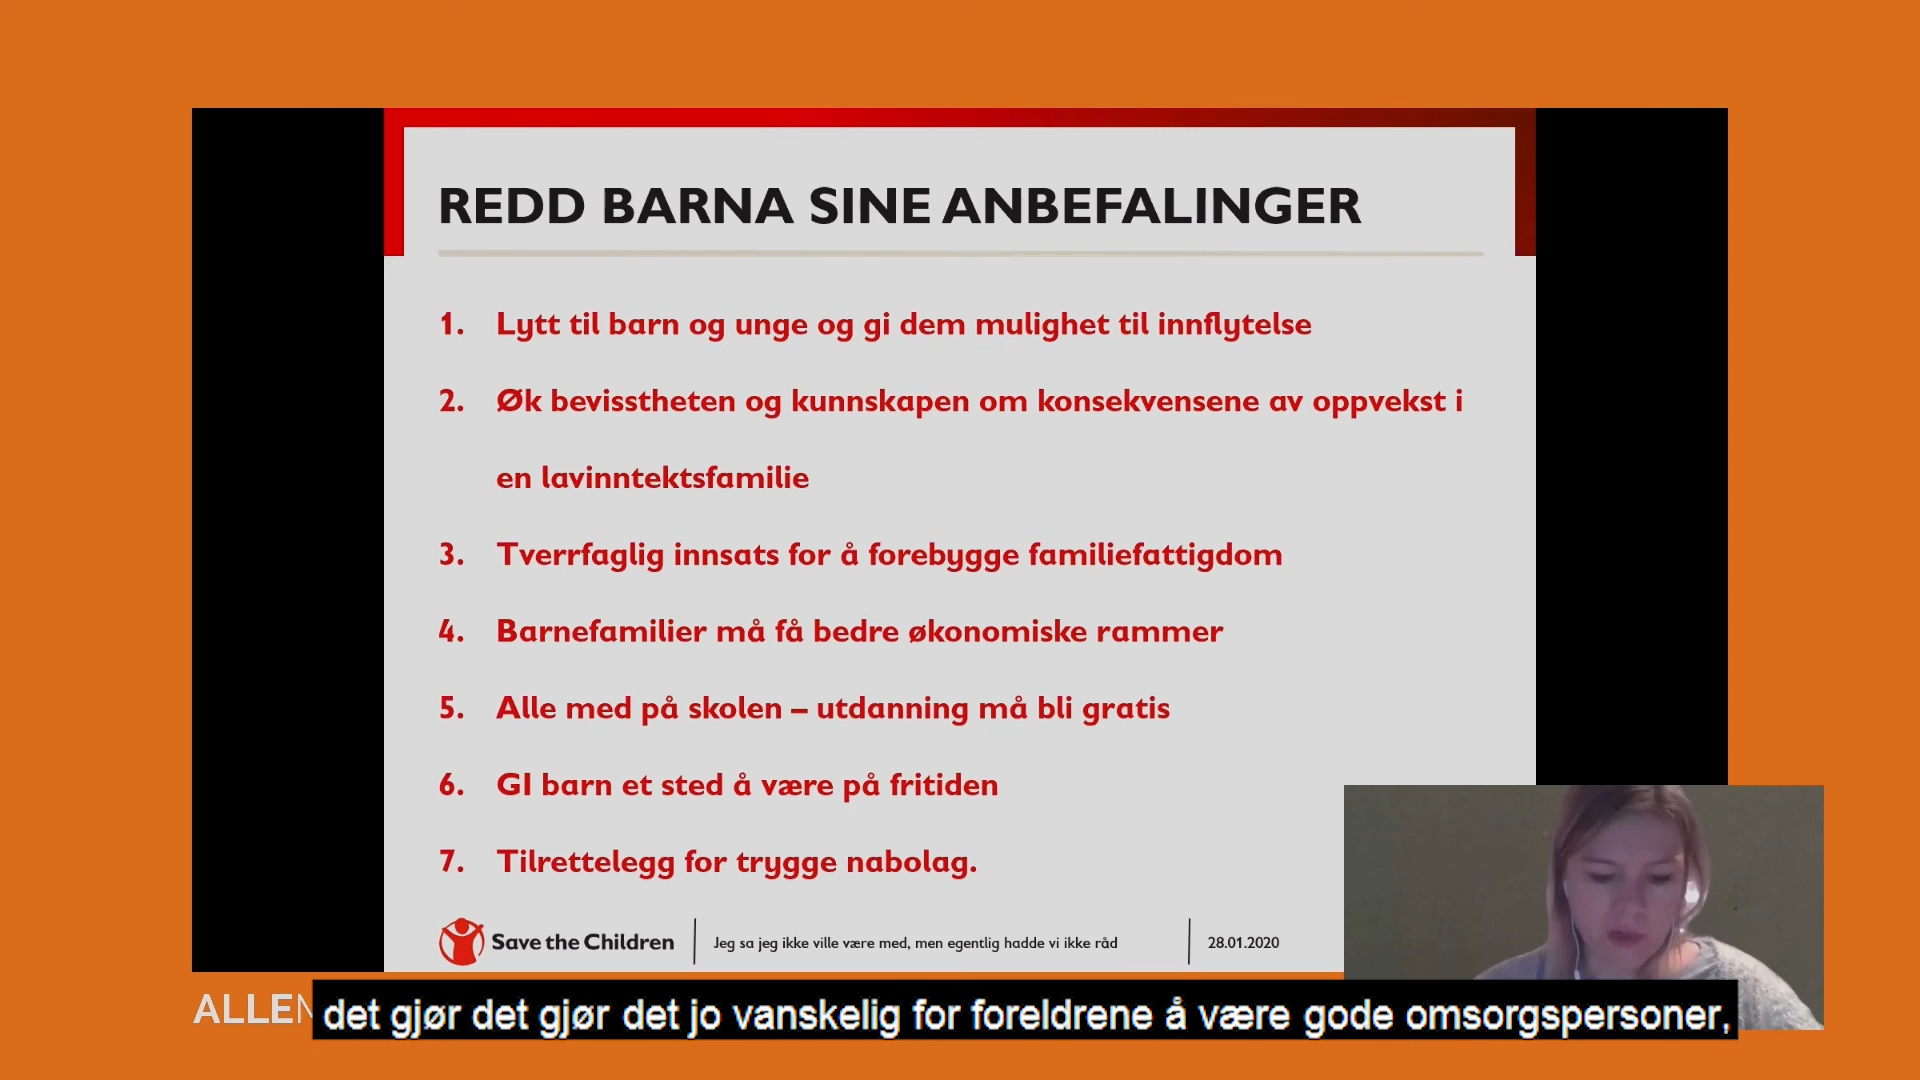 REDD BARNA SINE ANBEFALINGER
1. Lytt til barn og unge og gi dem mulighet til innflytelse
2. Øk bevisstheten og kunnskapen om konsekvensene av oppvekst i
en lavinntektsfamilie
3. Tverrfaglig innsats for å forebygge familiefattigdom
4. Barnefamilier må få bedre økonomiske rammer
5. Alle med på skolen – utdanning må bli gratis
6. GI barn et sted å være på fritiden
7. Tilrettelegg for trygge nabolag.
Save the Children
Jeg sa jeg ikke ville være med, men egentlig hadde vi ikke råd
28.01.2020
det gjør det gjør det jo vanskelig for foreldrene å være gode omsorgspersoner,